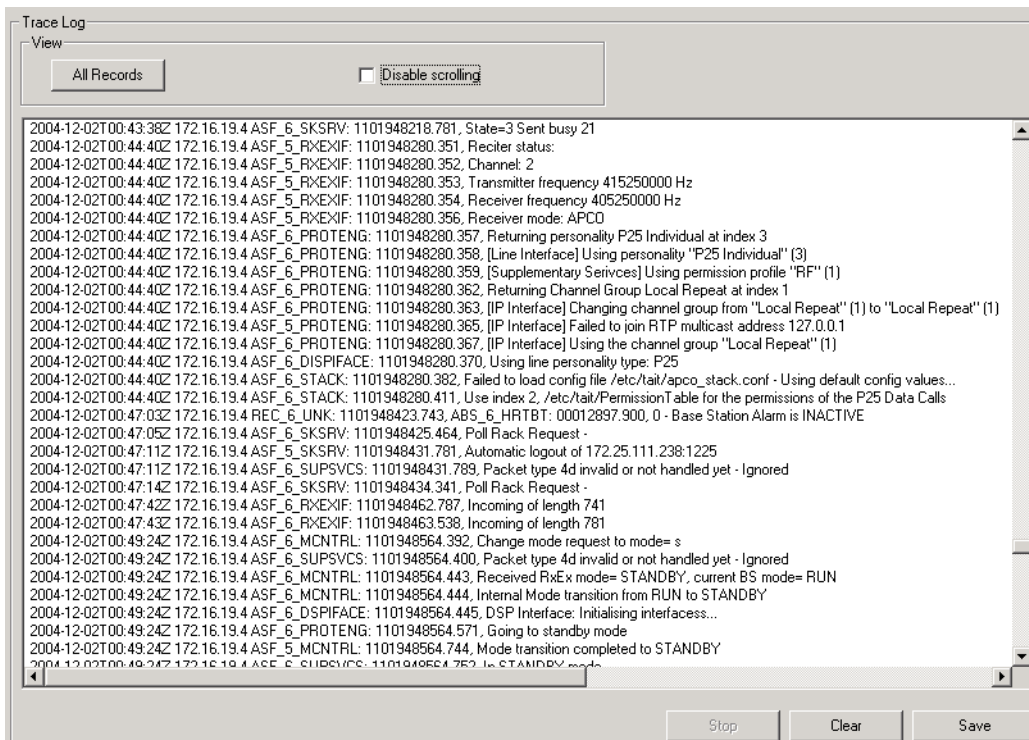 Trace Log
View
All Records
Disable scrolling
2004-12-02T00:43:38Z 172.16.19.4 ASF_6_SKSRV: 1101948218.781, State=3 Sent busy 21
2004-12-02T00:44:40Z 172.16.19.4 ASF_5_RXEXIF: 1101948280.351, Reciter status:
2004-12-02T00:44:40Z 172.16.19.4 ASF_5_RXEXIF: 1101948280.352, Channel: 2
2004-12-02T00:44:40Z 172.16.19.4 ASF_5_RXEXIF: 1101948280.353, Transmitter frequency 415250000 Hz
2004-12-02T00:44:40Z 172.16.19.4 ASF_5_RXEXIF: 1101948280.354, Receiver frequency 405250000 Hz
2004-12-02T00:44:40Z 172.16.19.4 ASF_5_RXEXIF: 1101948280.356, Receiver mode: APCO
2004-12-02T00:44:40Z 172.16.19.4 ASF_6_PROTENG: 1101948280.357, Returning personality P25 Individual at index 3
2004-12-02T00:44:40Z 172.16.19.4 ASF_6_PROTENG: 1101948280.358, [Line Interface] Using personality "P25 Individual" (3)
2004-12-02T00:44:40Z 172.16.19.4 ASF_6_PROTENG: 1101948280.359, [Supplementary Serivces] Using permission profile "RF" (1)
2004-12-02T00:44:40Z 172.16.19.4 ASF_6_PROTENG: 1101948280.362, Returning Channel Group Local Repeat at index 1
2004-12-02T00:44:40Z 172.16.19.4 ASF_6_PROTENG: 1101948280.363, [IP Interface] Changing channel group from "Local Repeat" (1) to "Local Repeat" (1)
2004-12-02T00:44:40Z 172.16.19.4 ASF_5_PROTENG: 1101948280.365, [IP Interface] Failed to join RTP multicast address 127.0.0.1
2004-12-02T00:44:40Z 172.16.19.4 ASF_6_PROTENG: 1101948280.367, [IP Interface] Using the channel group "Local Repeat" (1)
2004-12-02T00:44:40Z 172.16.19.4 ASF_6_DISPIFACE: 1101948280.370, Using line personality type: P25
2004-12-02T00:44:40Z 172.16.19.4 ASF_6_STACK: 1101948280.382, Failed to load config file /etc/tait/apco_stack.conf - Using default config values...
2004-12-02T00:44:40Z 172.16.19.4 ASF_6_STACK: 1101948280.411, Use index 2, /etc/tait/PermissionTable for the permissions of the P25 Data Calls
2004-12-02T00:47:03Z 172.16.19.4 REC_6_UNK: 1101948423.743, ABS_6_HRTBT: 00012897.900, 0 - Base Station Alarm is INACTIVE
2004-12-02T00:47:05Z 172.16.19.4 ASF_6_SKSRV: 1101948425.464, Poll Rack Request -
2004-12-02T00:47:11Z 172.16.19.4 ASF_5_SKSRV: 1101948431.781, Automatic logout of 172.25.111.238:1225
2004-12-02T00:47:11Z 172.16.19.4 ASF_6_SUPSVCS: 1101948431.789, Packet type 4d invalid or not handled yet - Ignored
2004-12-02T00:47:14Z 172.16.19.4 ASF_6_SKSRV: 1101948434.341, Poll Rack Request -
2004-12-02T00:47:42Z 172.16.19.4 ASF_6_RXEXIF: 1101948462.787, Incoming of length 741
2004-12-02T00:47:43Z 172.16.19.4 ASF_6_RXEXIF: 1101948463.538, Incoming of length 781
2004-12-02T00:49:24Z 172.16.19.4 ASF_6_MCNTRL: 1101948564.392, Change mode request to mode= s
2004-12-02T00:49:24Z 172.16.19.4 ASF_6_SUPSVCS: 1101948564.400, Packet type 4d invalid or not handled yet - Ignored
2004-12-02T00:49:24Z 172.16.19.4 ASF_6_MCNTRL: 1101948564.443, Received RxEx mode= STANDBY, current BS mode= RUN
2004-12-02T00:49:24Z 172.16.19.4 ASF_6_MCNTRL: 1101948564.444, Internal Mode transition from RUN to STANDBY
2004-12-02T00:49:24Z 172.16.19.4 ASF_6_DSPIFACE: 1101948564.445, DSP Interface: Initialising interfacess...
2004-12-02T00:49:24Z 172.16.19.4 ASF_6_PROTENG: 1101948564.571, Going to standby mode
2004-12-02T00:49:24Z 172.16.19.4 ASF_5_MCNTRL: 1101948564.744, Mode transition completed to STANDBY
2004-12-02T00:49:24Z 172.16.19.4 ASF_6_SUPSVCS: 1101948564.752, In STANDBY mode
Stop
Clear
Save